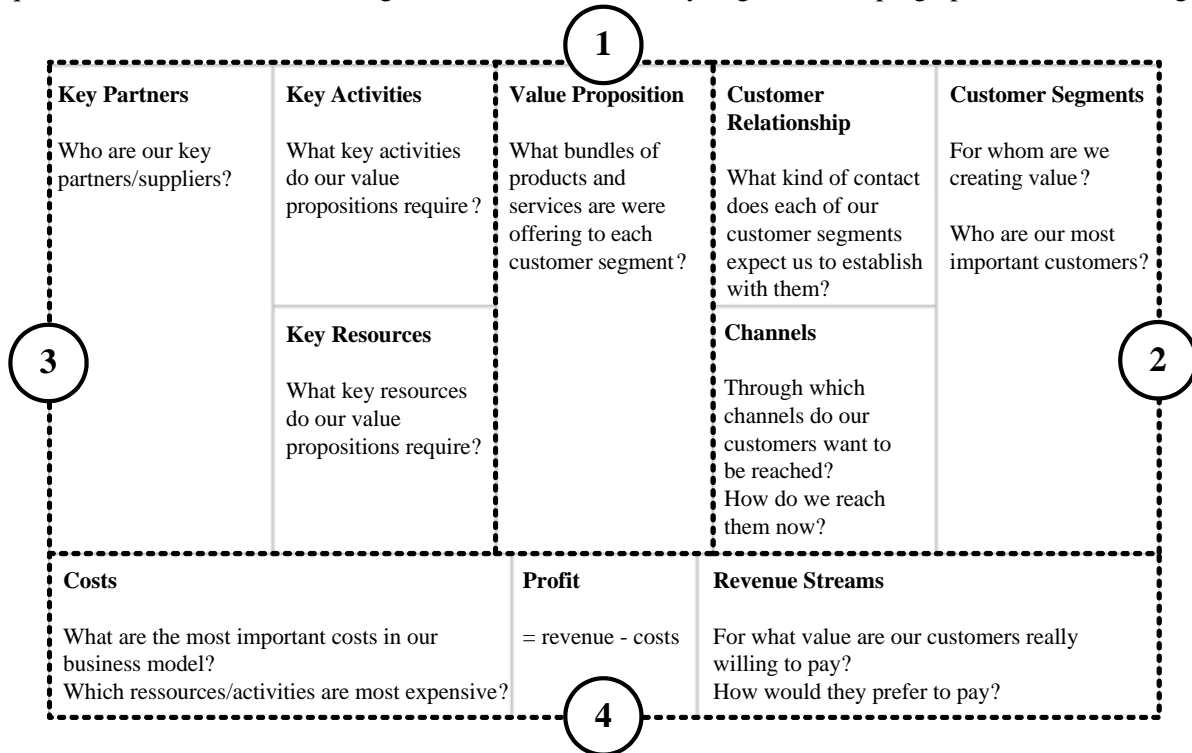 1
Key Partners
Who are our key
partners/suppliers?
Key Activities
What key activities
do our value
propositions require?
Key Resources
What key resources
do our value
propositions require?
Value Proposition
What bundles of
products and
services are were
offering to each
customer segment?
Customer
Relationship
What kind of contact
does each of our
customer segments
expect us to establish
with them?
Channels
Through which
channels do our
customers want to
be reached?
How do we reach
them now?
Customer Segments
For whom are we
creating value?
Who are our most
important customers?
3
2
Costs
What are the most important costs in our
business model?
Which ressources/activities are most expensive?
Profit
= revenue - costs
Revenue Streams
For what value are our customers really
willing to pay?
How would they prefer to pay?
4